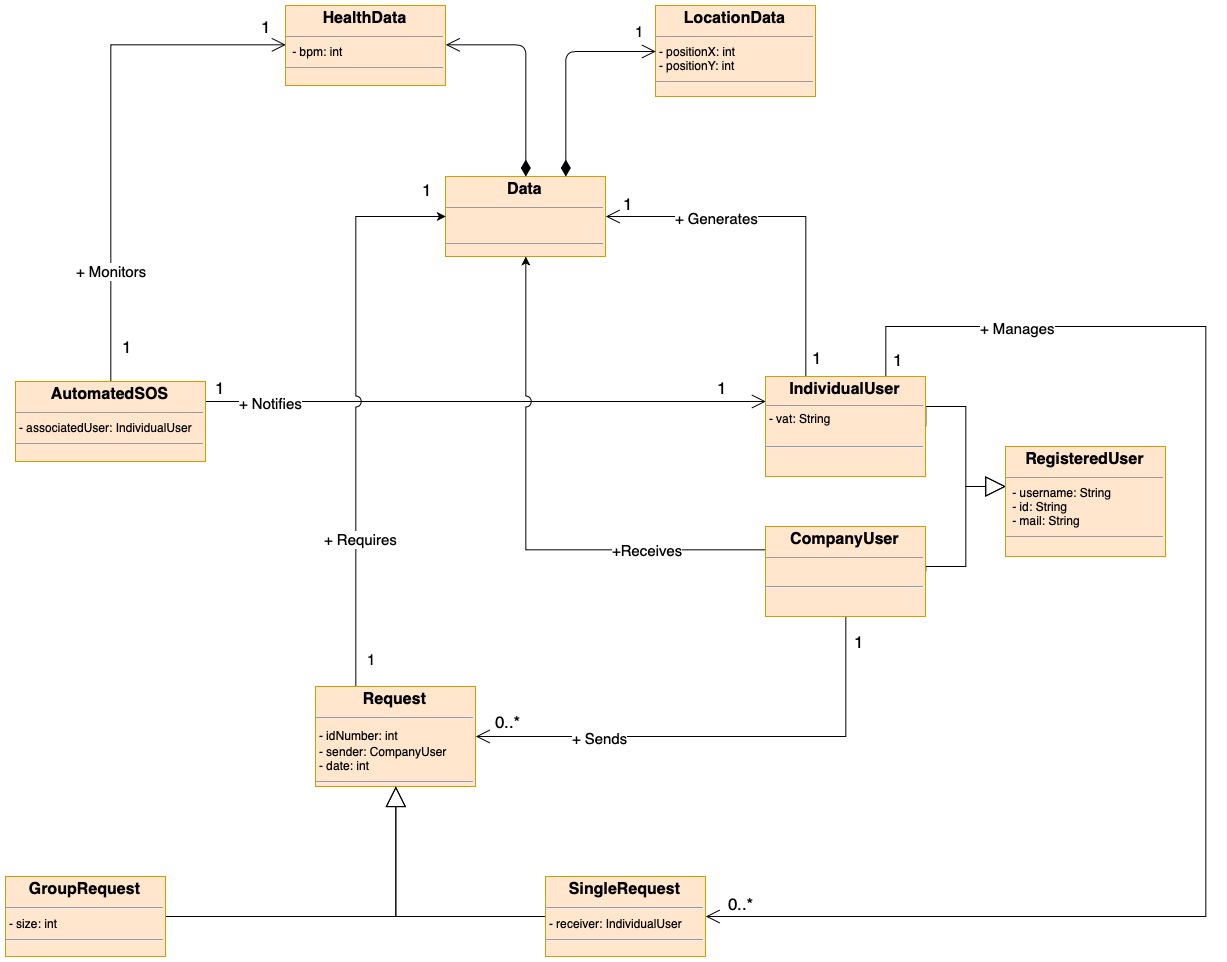 HealthData
- bpm: int
LocationData
- positionX: int
- positionY: int
1
1
Data
1
1
+ Generates
+ Monitors
1
1
1
+ Manages
AutomatedSOS
- associatedUser: IndividualUser
1
+ Notifies
1
IndividualUser
- vat: String
RegisteredUser
- username: String
- id: String
- mail: String
+ Requires
+Receives
CompanyUser
1
1
Request
- idNumber: int
- sender: CompanyUser
- date: int
0..*
+ Sends
GroupRequest
- size: int
SingleRequest
- receiver: IndividualUser
0..*